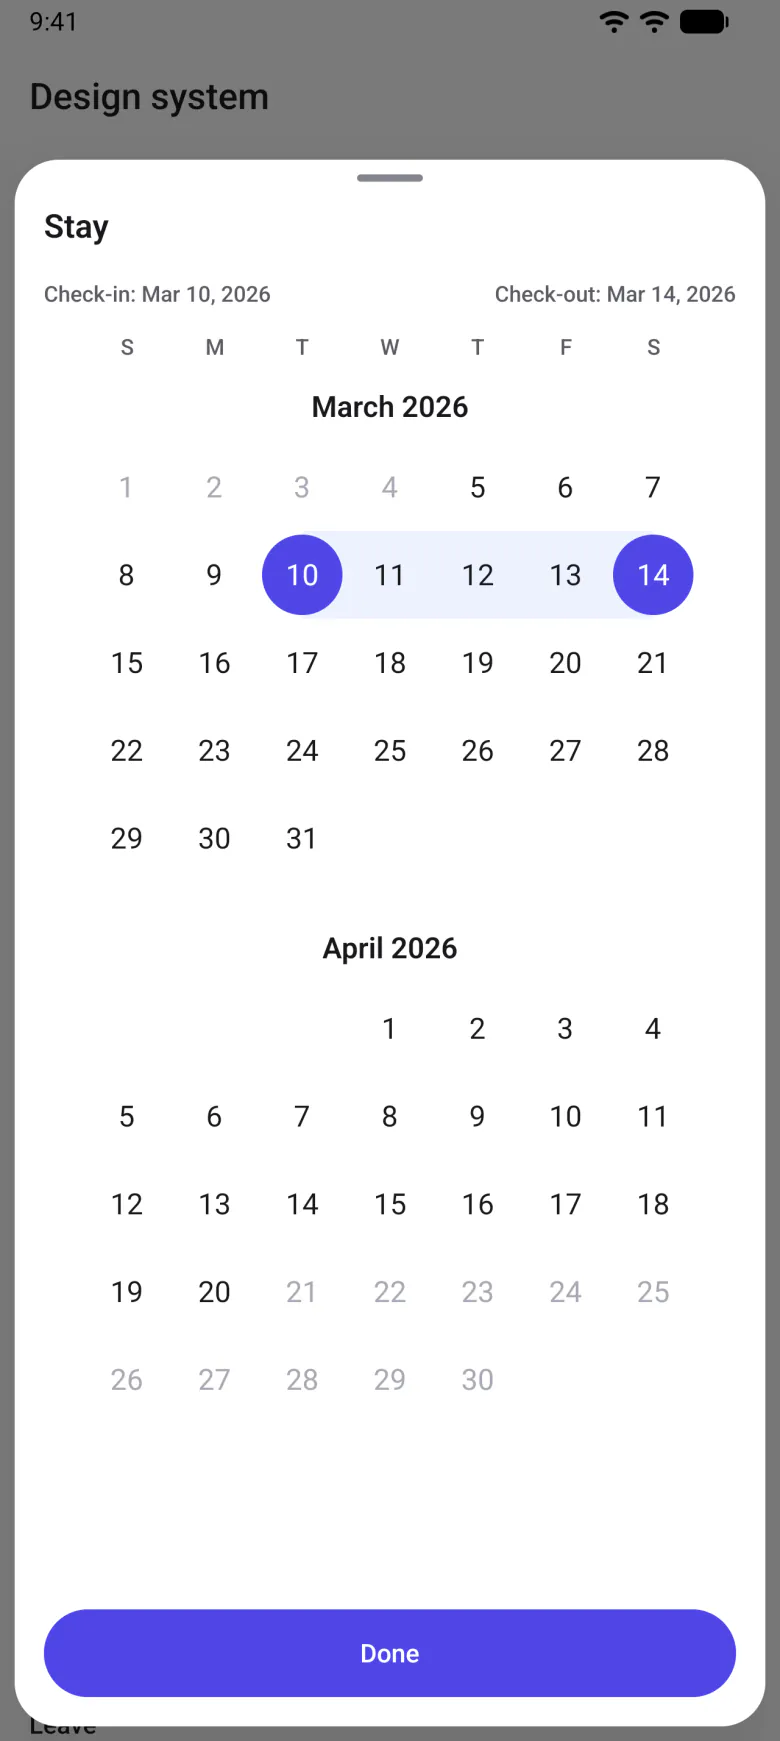 9:41
Design system
Stay
Check-in: Mar 10, 2026 Check-out: Mar 14, 2026
S M T W T F S
March 2026
1 2 3 4 5 6 7
8 9 10 11 12 13 14
15 16 17 18 19 20 21
22 23 24 25 26 27 28
29 30 31
April 2026
1 2 3 4
5 6 7 8 9 10 11
12 13 14 15 16 17 18
19 20 21 22 23 24 25
26 27 28 29 30
Done
Leave